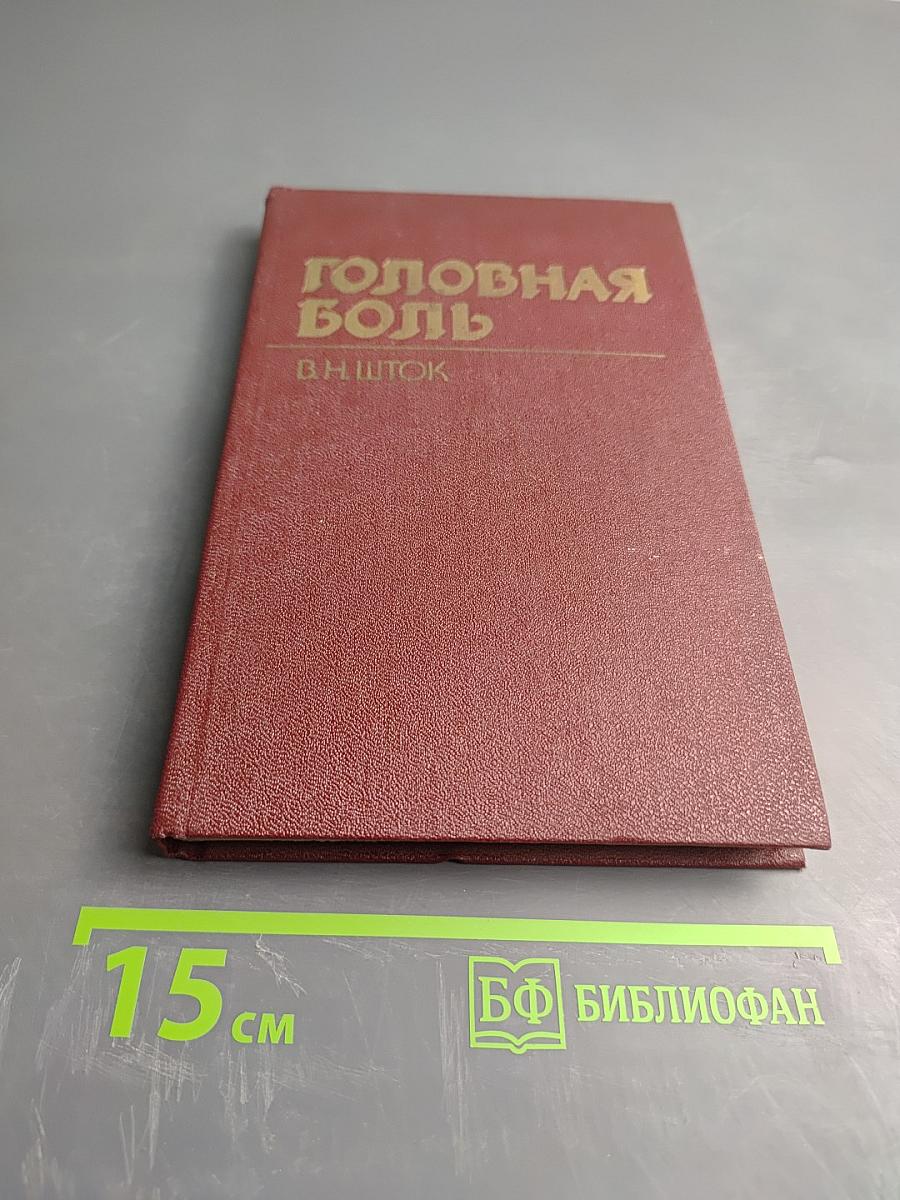 ГОЛОВНАЯ
БОЛЬ
В. Н. ШТОК
15 см
БФ БИБЛИОФАН